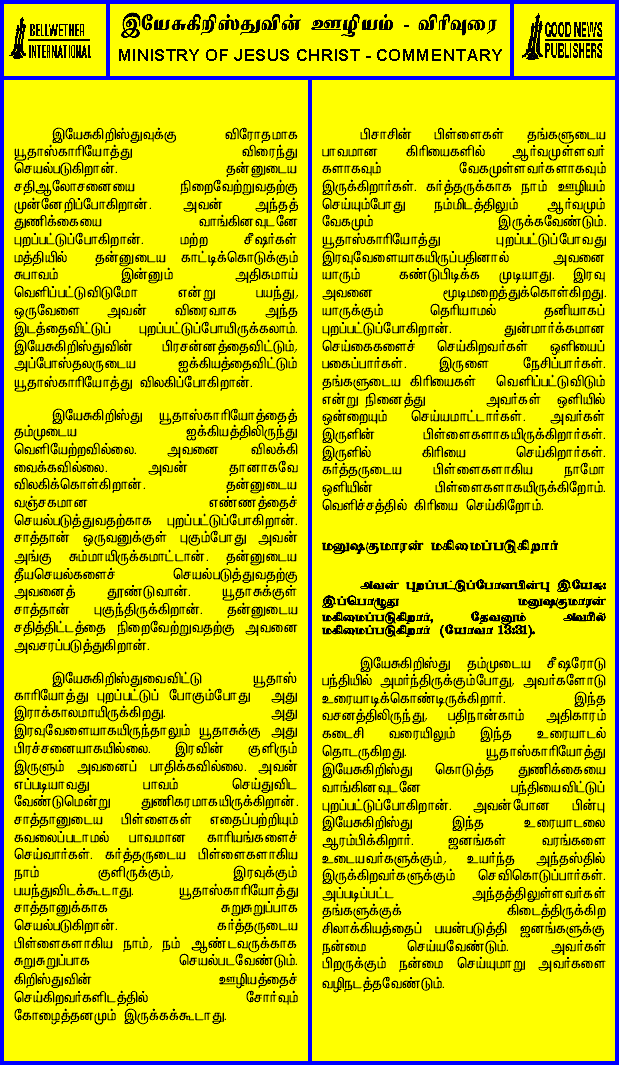 BELLWETHER
INTERNATIONAL
இயேசுகிறிஸ்துவின் ஊழியம் - விரிவுரை
MINISTRY OF JESUS CHRIST - COMMENTARY
GOOD NEWS
PUBLISHERS
இயேசுகிறிஸ்துவுக்கு விரோதமாக
யூதாஸ்காரியோத்து விரைந்து
செயல்படுகிறான். தன்னுடைய
சதிஆலோசனையை நிறைவேற்றுவதற்கு
முன்னேறிப்போகிறான். அவன் அந்தத்
துணிக்கையை வாங்கினவுடனே
புறப்பட்டுப்போகிறான். மற்ற சீஷர்கள்
மத்தியில் தன்னுடைய காட்டிக்கொடுக்கும்
சுபாவம் இன்னும் அதிகமாய்
வெளிப்பட்டுவிடுமோ என்று பயந்து,
ஒருவேளை அவன் விரைவாக அந்த
இடத்தைவிட்டுப் புறப்பட்டுப்போயிருக்கலாம்.
இயேசுகிறிஸ்துவின் பிரசன்னத்தைவிட்டும்,
அப்போஸ்தலருடைய ஐக்கியத்தைவிட்டும்
யூதாஸ்காரியோத்து விலகிப்போகிறான்.
இயேசுகிறிஸ்து யூதாஸ்காரியோத்தைத்
தம்முடைய ஐக்கியத்திலிருந்து
வெளியேற்றவில்லை. அவனை விலக்கி
வைக்கவில்லை. அவன் தானாகவே
விலகிக்கொள்கிறான். தன்னுடைய
வஞ்சகமான எண்ணத்தைச்
செயல்படுத்துவதற்காக புறப்பட்டுப்போகிறான்.
சாத்தான் ஒருவனுக்குள் புகும்போது அவன்
அங்கு சும்மாயிருக்கமாட்டான். தன்னுடைய
தீயசெயல்களைச் செயல்படுத்துவதற்கு
அவனைத் தூண்டுவான். யூதாசுக்குள்
சாத்தான் புகுந்திருக்கிறான். தன்னுடைய
சதித்திட்டத்தை நிறைவேற்றுவதற்கு அவனை
அவசரப்படுத்துகிறான்.
இயேசுகிறிஸ்துவைவிட்டு யூதாஸ்
காரியோத்து புறப்பட்டுப் போகும்போது அது
இராக்காலமாயிருக்கிறது. அது
இரவுவேளையாகயிருந்தாலும் யூதாசுக்கு அது
பிரச்சனையாகயில்லை. இரவின் குளிரும்
இருளும் அவனைப் பாதிக்கவில்லை. அவன்
எப்படியாவது பாவம் செய்துவிட
வேண்டுமென்று துணிகரமாகயிருக்கிறான்.
சாத்தானுடைய பிள்ளைகள் எதைப்பற்றியும்
கவலைப்படாமல் பாவமான காரியங்களைச்
செய்வார்கள். கர்த்தருடைய பிள்ளைகளாகிய
நாம் குளிருக்கும், இரவுக்கும்
பயந்துவிடக்கூடாது. யூதாஸ்காரியோத்து
சாத்தானுக்காக சுறுசுறுப்பாக
செயல்படுகிறான். கர்த்தருடைய
பிள்ளைகளாகிய நாம், நம் ஆண்டவருக்காக
சுறுசுறுப்பாக செயல்படவேண்டும்.
கிறிஸ்துவின் ஊழியத்தைச்
செய்கிறவர்களிடத்தில் சோர்வும்
கோழைத்தனமும் இருக்கக்கூடாது.
பிசாசின் பிள்ளைகள் தங்களுடைய
பாவமான கிரியைகளில் ஆர்வமுள்ளவர்
களாகவும் வேகமுள்ளவர்களாகவும்
இருக்கிறார்கள். கர்த்தருக்காக நாம் ஊழியம்
செய்யும்போது நம்மிடத்திலும் ஆர்வமும்
வேகமும் இருக்கவேண்டும்.
யூதாஸ்காரியோத்து புறப்பட்டுப்போவது
இரவுவேளையாகயிருப்பதினால் அவனை
யாரும் கண்டுபிடிக்க முடியாது. இரவு
அவனை மூடிமறைத்துக்கொள்கிறது.
யாருக்கும் தெரியாமல் தனியாகப்
புறப்பட்டுப்போகிறான். துன்மார்க்கமான
செய்கைகளைச் செய்கிறவர்கள் ஒளியைப்
பகைப்பார்கள். இருளை நேசிப்பார்கள்.
தங்களுடைய கிரியைகள் வெளிப்பட்டுவிடும்
என்று நினைத்து அவர்கள் ஒளியில்
ஒன்றையும் செய்யமாட்டார்கள். அவர்கள்
இருளின் பிள்ளைகளாகயிருக்கிறார்கள்.
இருளில் கிரியை செய்கிறார்கள்.
கர்த்தருடைய பிள்ளைகளாகிய நாமோ
ஒளியின் பிள்ளைகளாகயிருக்கிறோம்.
வெளிச்சத்தில் கிரியை செய்கிறோம்.
மனுஷகுமாரன் மகிமைப்படுகிறார்
அவன் புறப்பட்டுப்போனபின்பு இயேசு:
இப்பொழுது மனுஷகுமாரன்
மகிமைப்படுகிறார், தேவனும் அவரில்
மகிமைப்படுகிறார் (யோவா 13:31).
இயேசுகிறிஸ்து தம்முடைய சீஷரோடு
பந்தியில் அமர்ந்திருக்கும்போது, அவர்களோடு
உரையாடிக்கொண்டிருக்கிறார். இந்த
வசனத்திலிருந்து, பதினான்காம் அதிகாரம்
கடைசி வரையிலும் இந்த உரையாடல்
தொடருகிறது. யூதாஸ்காரியோத்து
இயேசுகிறிஸ்து கொடுத்த துணிக்கையை
வாங்கினவுடனே பந்தியைவிட்டுப்
புறப்பட்டுப்போகிறான். அவன்போன பின்பு
இயேசுகிறிஸ்து இந்த உரையாடலை
ஆரம்பிக்கிறார். ஜனங்கள் வரங்களை
உடையவர்களுக்கும், உயர்ந்த அந்தஸ்தில்
இருக்கிறவர்களுக்கும் செவிகொடுப்பார்கள்.
அப்படிப்பட்ட அந்தத்திலுள்ளவர்கள்
தங்களுக்குக் கிடைத்திருக்கிற
சிலாக்கியத்தைப் பயன்படுத்தி ஜனங்களுக்கு
நன்மை செய்யவேண்டும். அவர்கள்
பிறருக்கும் நன்மை செய்யுமாறு அவர்களை
வழிநடத்தவேண்டும்.